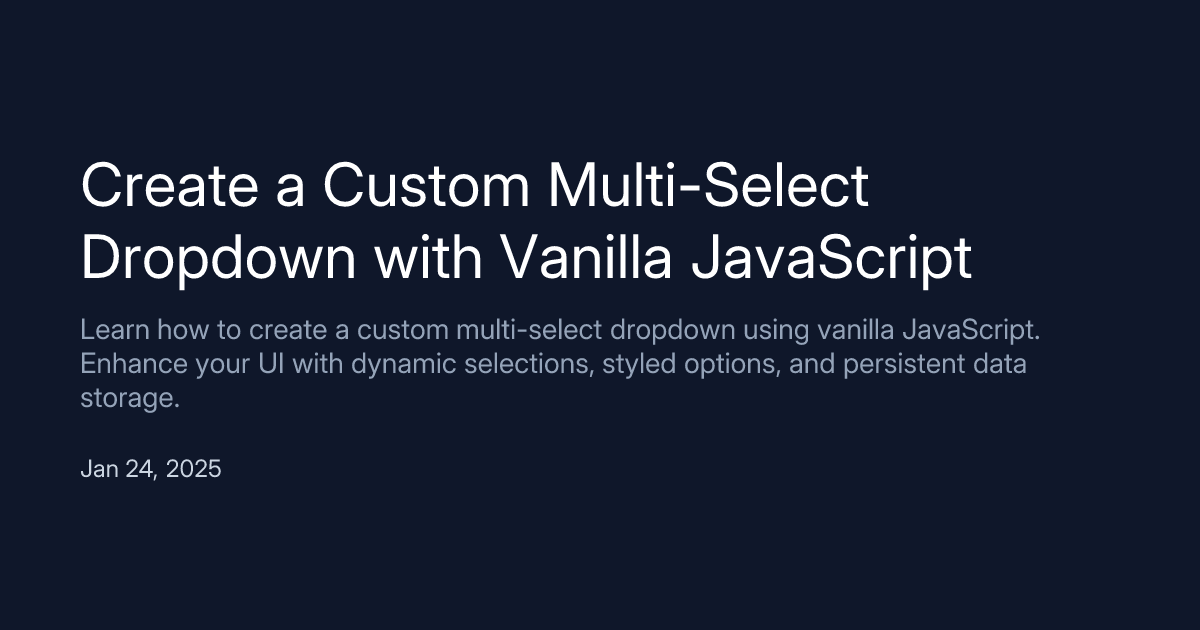 Create a Custom Multi-Select
Dropdown with Vanilla JavaScript
Learn how to create a custom multi-select dropdown using vanilla JavaScript.
Enhance your UI with dynamic selections, styled options, and persistent data
storage.
Jan 24, 2025